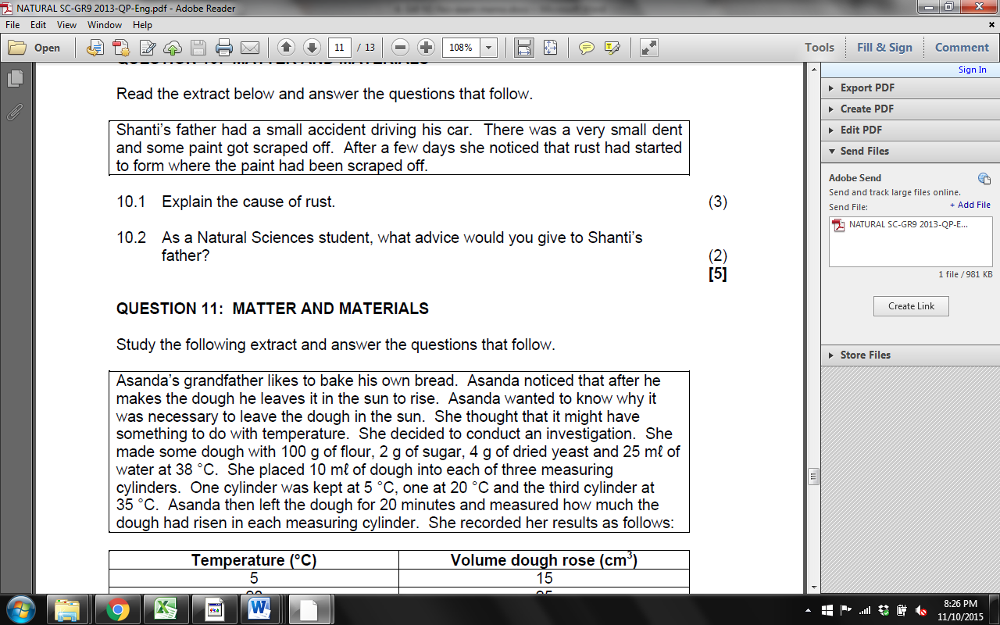 NATURAL SC-GR9 2013-QP-Eng.pdf - Adobe Reader
File Edit View Window Help
Open 11 / 13 108% Tools Fill & Sign Comment
Sign In
Export PDF
Create PDF
Edit PDF
Send Files
Adobe Send
Send and track large files online.
Send File: + Add File
NATURAL SC-GR9 2013-QP-E...
1 file / 981 KB
Create Link
Store Files
Read the extract below and answer the questions that follow.
Shanti's father had a small accident driving his car. There was a very small dent
and some paint got scraped off. After a few days she noticed that rust had started
to form where the paint had been scraped off.
10.1 Explain the cause of rust. (3)
10.2 As a Natural Sciences student, what advice would you give to Shanti's
father? (2)
[5]
QUESTION 11: MATTER AND MATERIALS
Study the following extract and answer the questions that follow.
Asanda's grandfather likes to bake his own bread. Asanda noticed that after he
makes the dough he leaves it in the sun to rise. Asanda wanted to know why it
was necessary to leave the dough in the sun. She thought that it might have
something to do with temperature. She decided to conduct an investigation. She
made some dough with 100 g of flour, 2 g of sugar, 4 g of dried yeast and 25 mℓ of
water at 38 °C. She placed 10 mℓ of dough into each of three measuring
cylinders. One cylinder was kept at 5 °C, one at 20 °C and the third cylinder at
35 °C. Asanda then left the dough for 20 minutes and measured how much the
dough had risen in each measuring cylinder. She recorded her results as follows:
Temperature (°C) Volume dough rose (cm³)
5 15
8:26 PM
11/10/2015